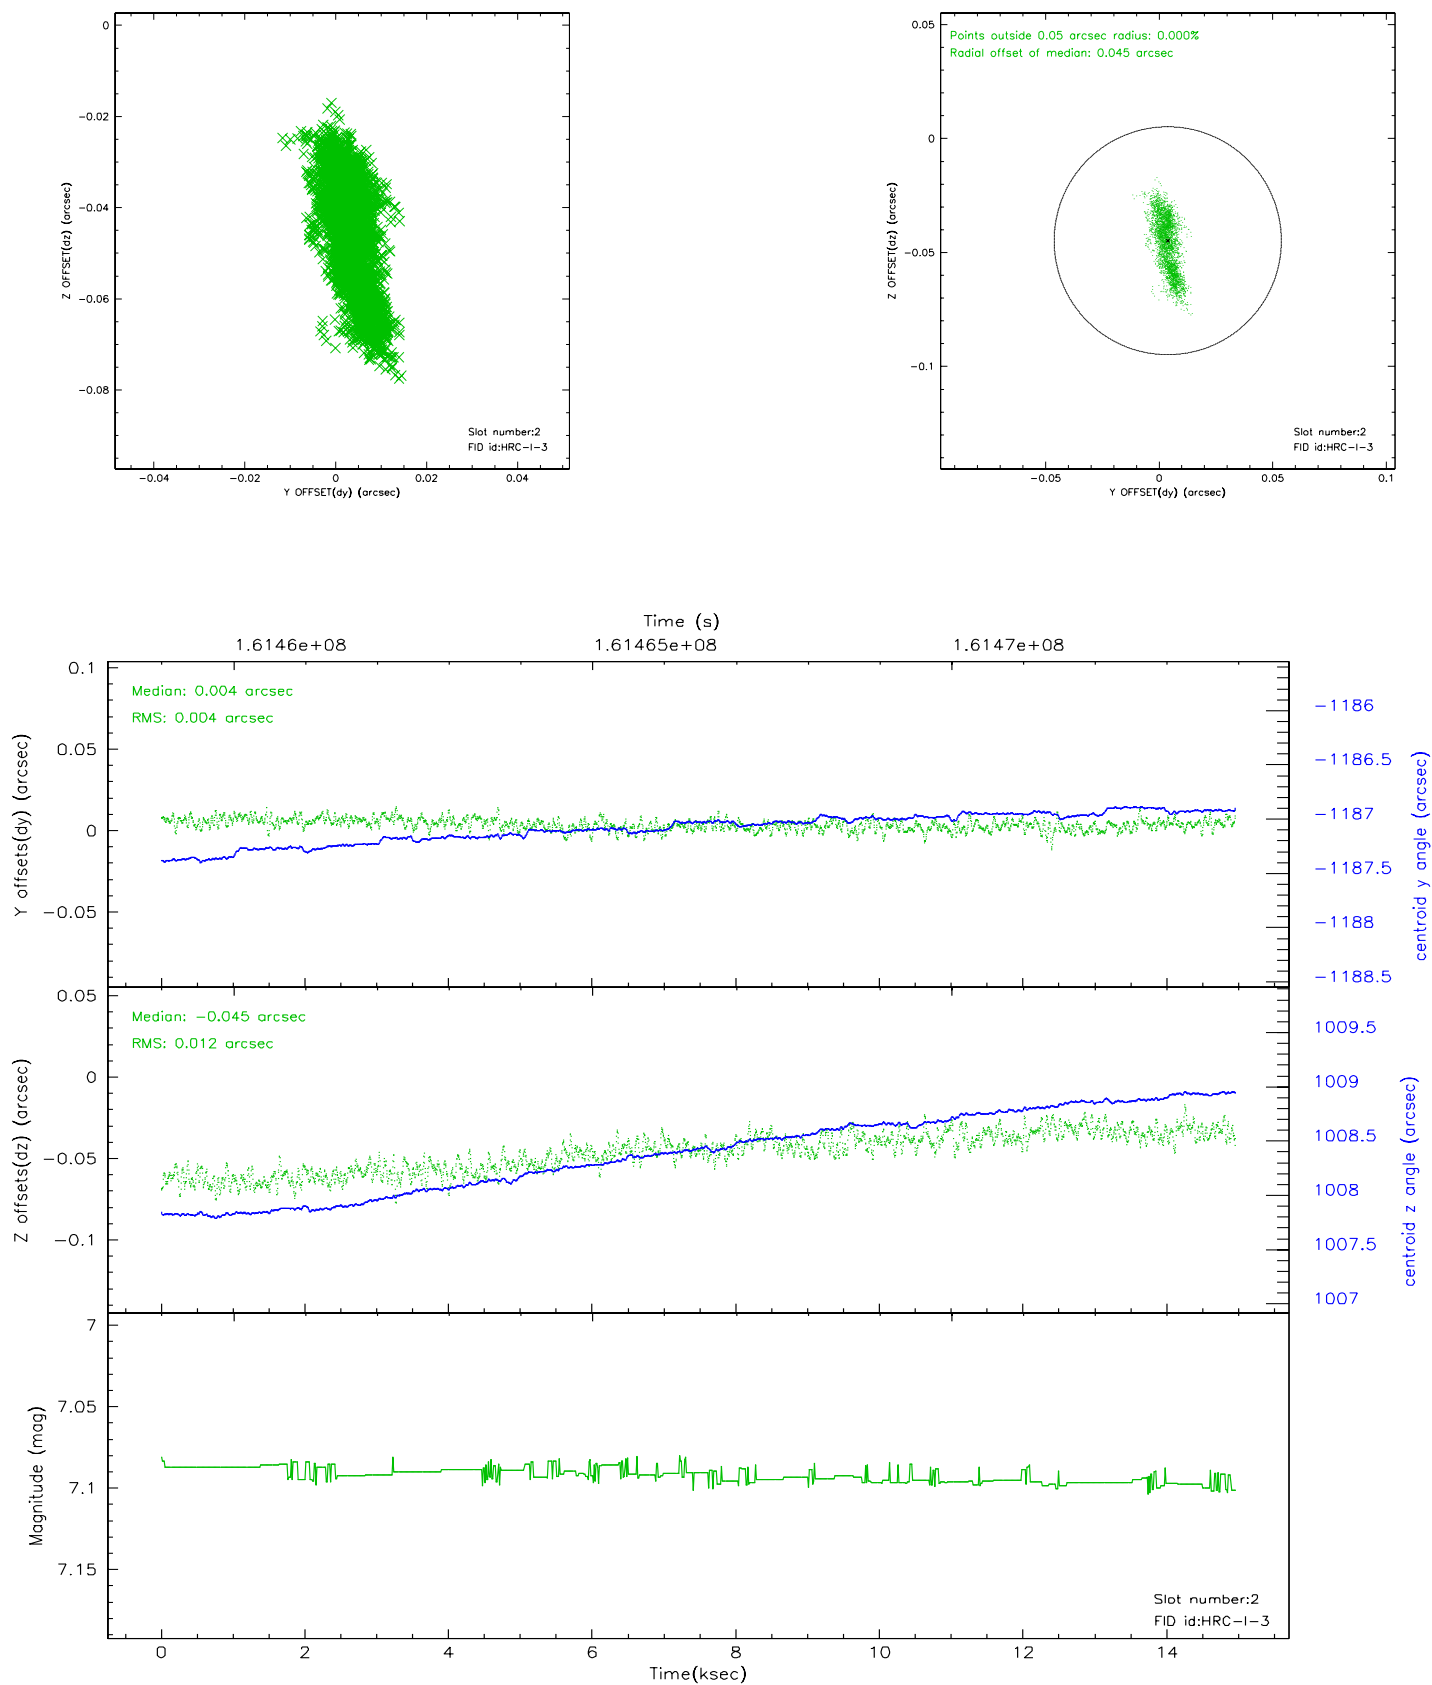 0
-0.02
-0.04
-0.06
-0.08
Z OFFSET(dz) (arcsec)
-0.04
-0.02
0
0.02
0.04
Y OFFSET(dy) (arcsec)
Slot number:2
FID id:HRC-I-3
Points outside 0.05 arcsec radius: 0.000%
Radial offset of median: 0.045 arcsec
0.05
0
-0.05
-0.1
Z OFFSET(dz) (arcsec)
-0.05
0
0.05
0.1
Y OFFSET(dy) (arcsec)
Slot number:2
FID id:HRC-I-3
Time (s)
1.6146e+08
1.61465e+08
1.6147e+08
Median: 0.004 arcsec
RMS: 0.004 arcsec
0.1
0.05
0
-0.05
Y offsets(dy) (arcsec)
-1186
-1186.5
-1187
-1187.5
-1188
-1188.5
centroid y angle (arcsec)
Median: -0.045 arcsec
RMS: 0.012 arcsec
0.05
0
-0.05
-0.1
Z offsets(dz) (arcsec)
1009.5
1009
1008.5
1008
1007.5
1007
centroid z angle (arcsec)
7
7.05
7.1
7.15
Magnitude (mag)
Slot number:2
FID id:HRC-I-3
0
2
4
6
8
10
12
14
Time(ksec)